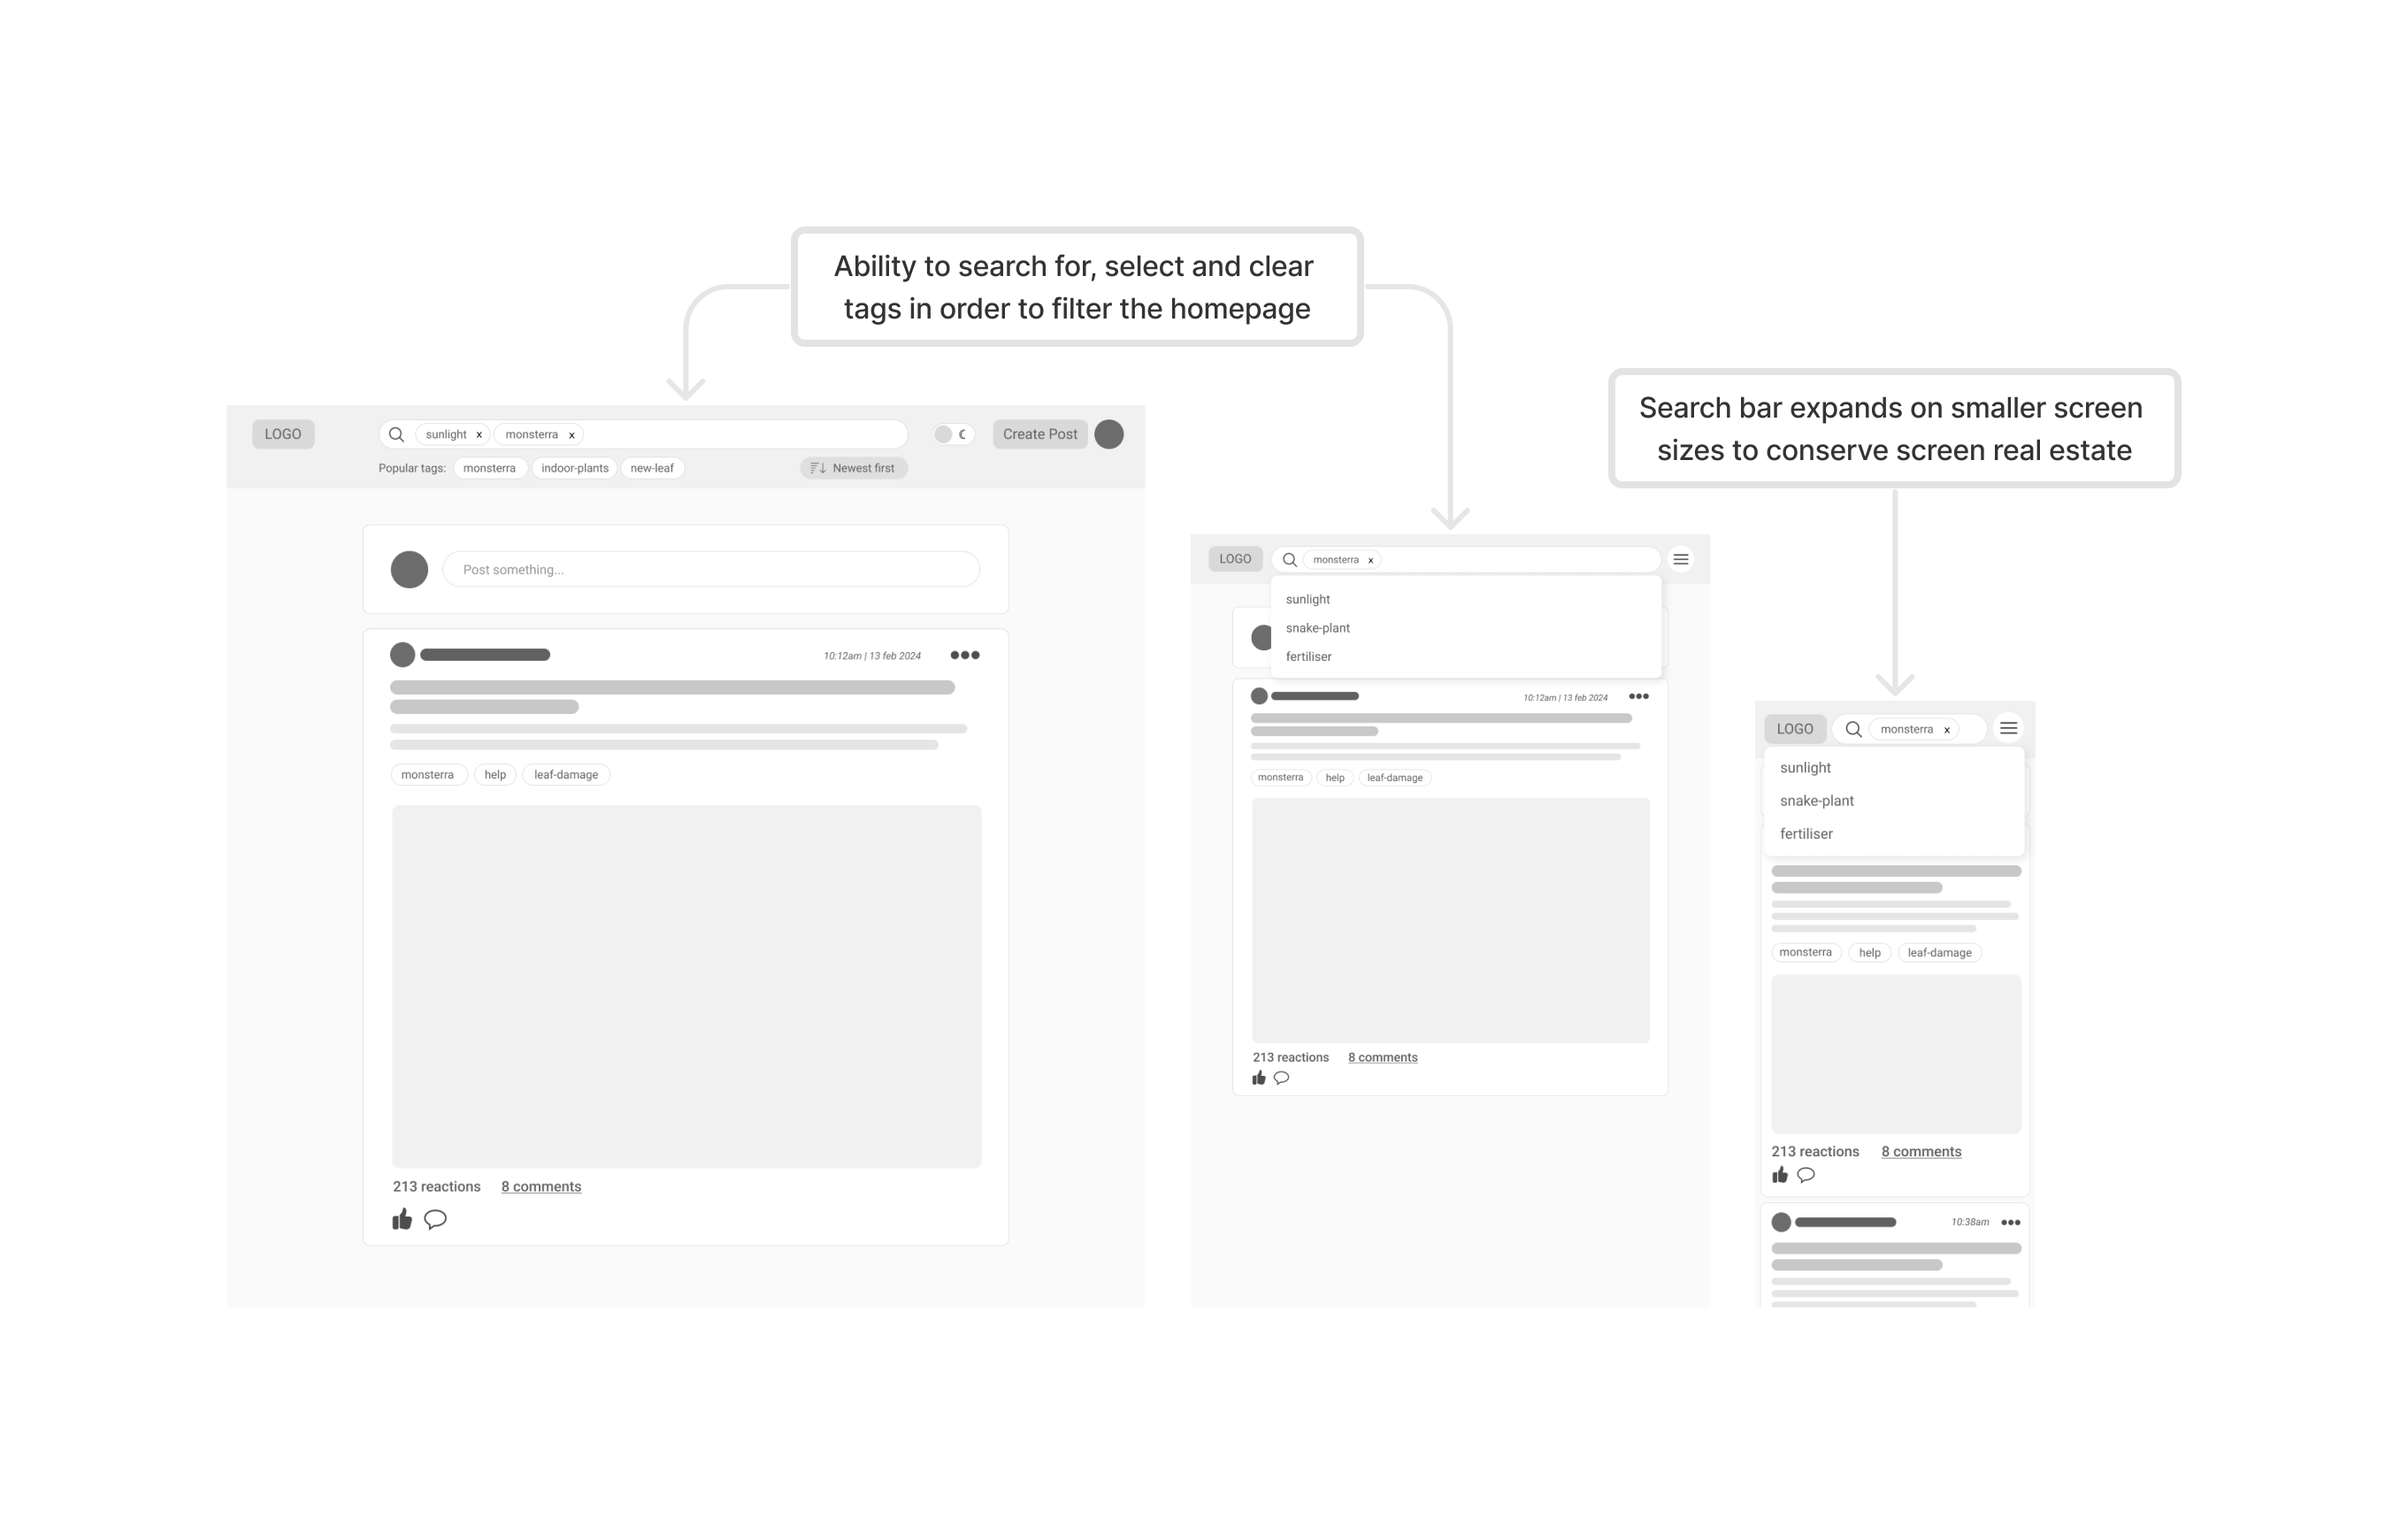 Ability to search for, select and clear
tags in order to filter the homepage
Search bar expands on smaller screen
sizes to conserve screen real estate
LOGO
sunlight x
monsterra x
Create Post
Popular tags: monsterra indoor-plants new-leaf
Newest first
Post something...
10:12am | 13 feb 2024
monsterra help leaf-damage
213 reactions 8 comments
LOGO
monsterra x
sunlight
snake-plant
fertiliser
10:12am | 13 feb 2024
monsterra help leaf-damage
213 reactions 8 comments
LOGO
monsterra x
sunlight
snake-plant
fertiliser
monsterra help leaf-damage
213 reactions 8 comments
10:38am